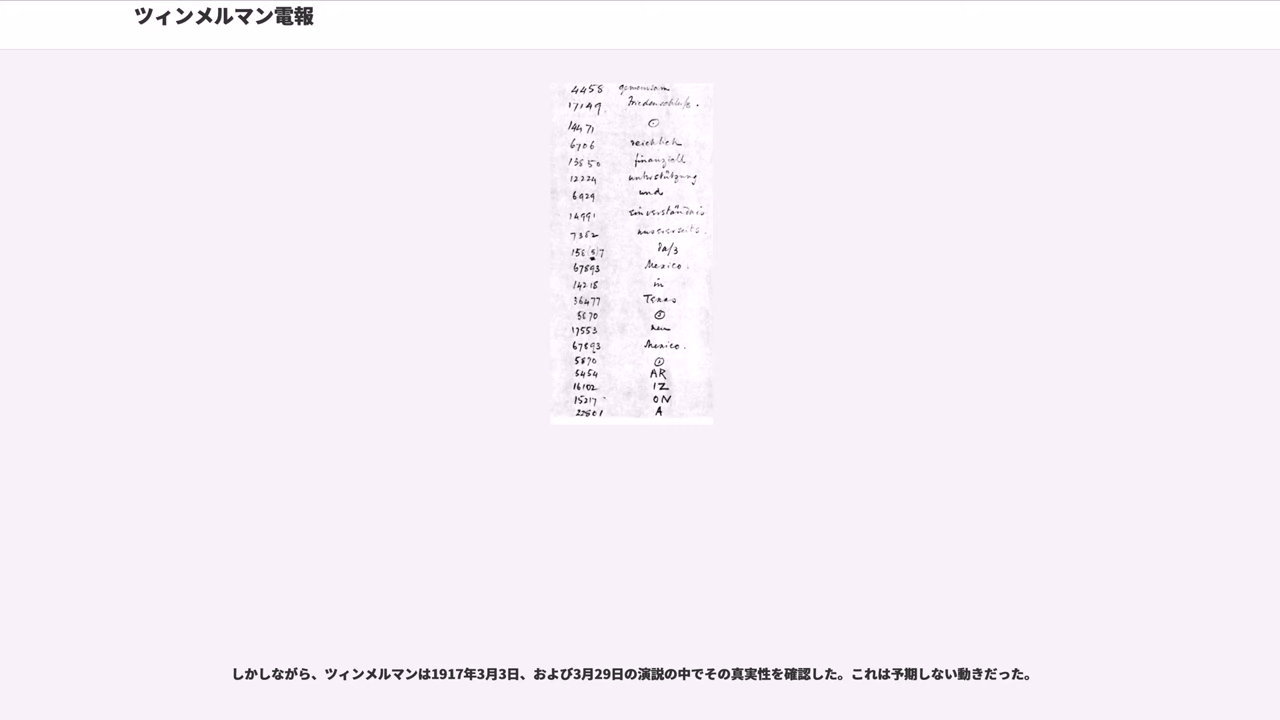 ツィンメルマン電報
4458 gemeinsam
17149 Friedenschluß.
14471 ⊙
6706 reichlich
13850 finanziell
12224 unterstützung
6929 und
14991 einverständnis
7382 unsererseits.
158(5)7 Daß
67893 Mexico.
14218 in
36477 Texas
5670 ⊙
17553 neu
67893 Mexico.
5870 ⊙
5454 AR
16102 IZ
15217 ON
22801 A
しかしながら、ツィンメルマンは1917年3月3日、および3月29日の演説の中でその真実性を確認した。これは予期しない動きだった。